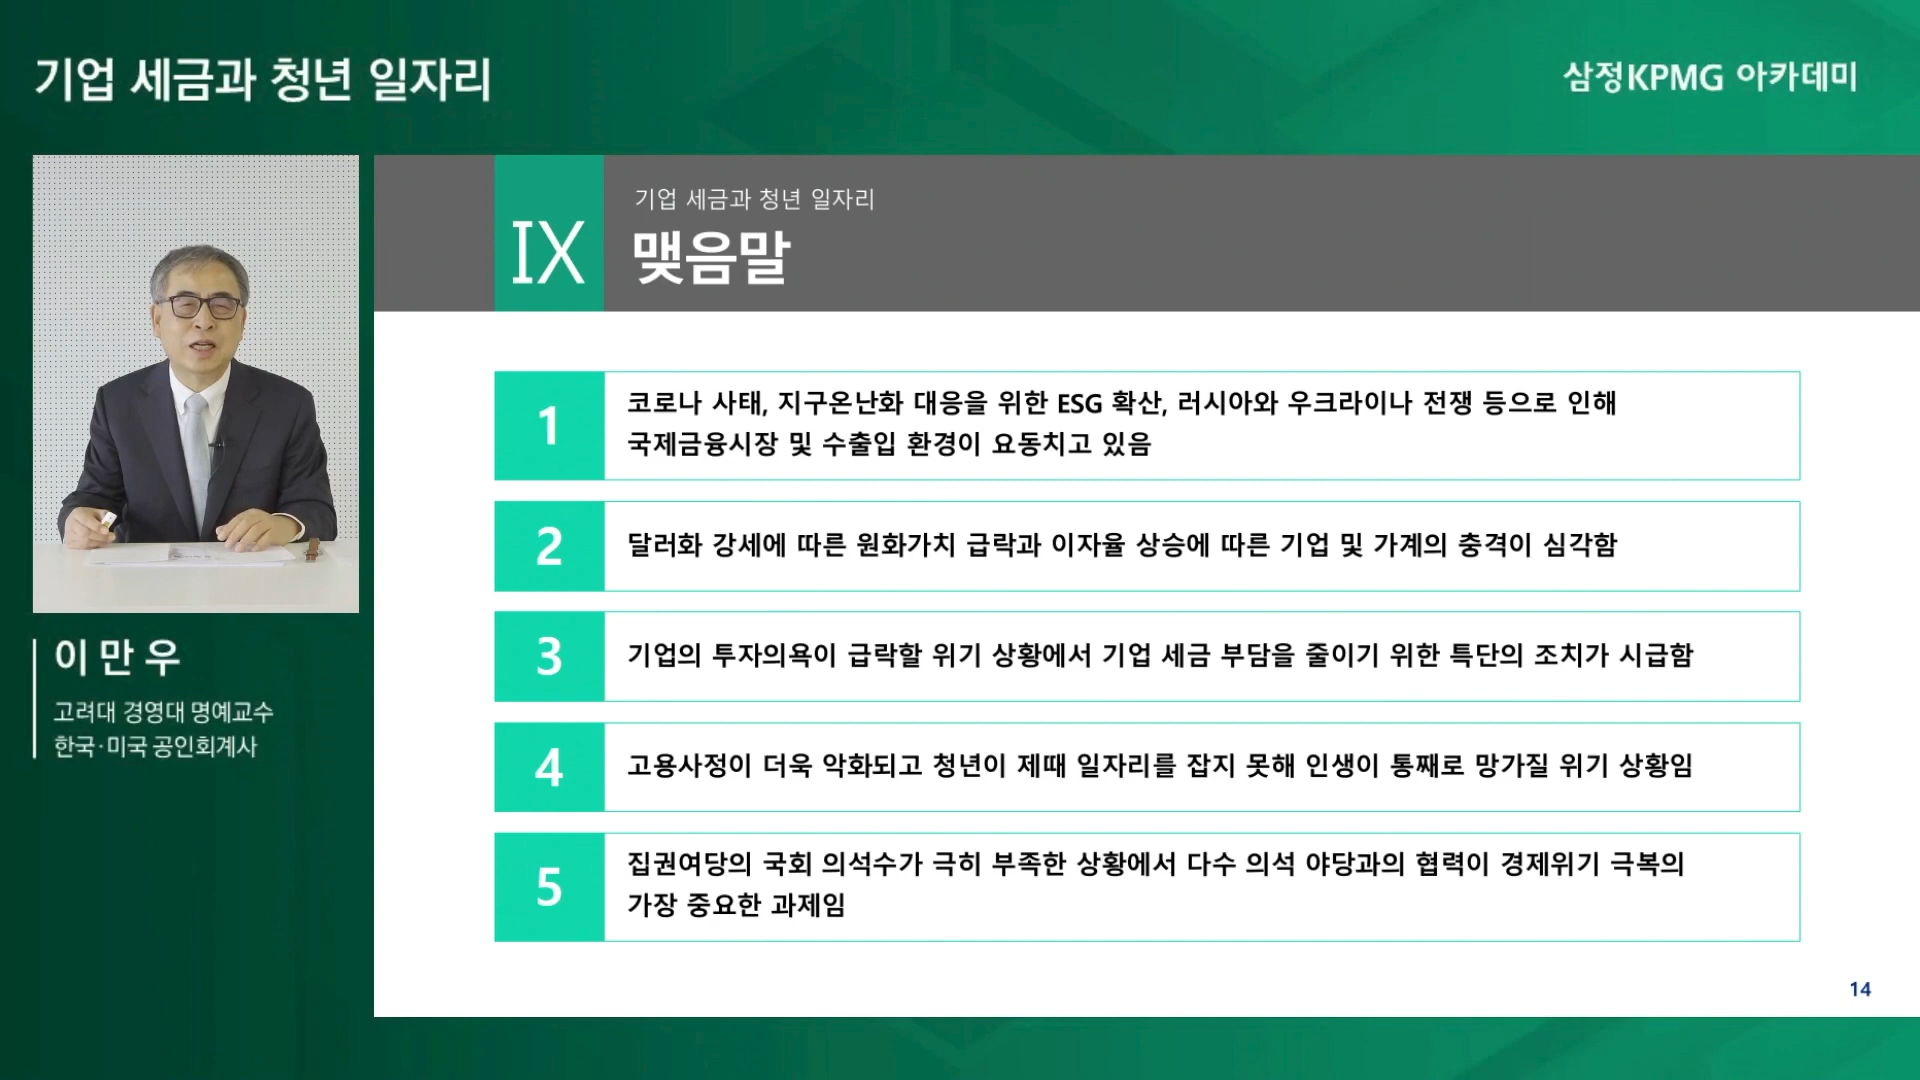 기업 세금과 청년 일자리
삼정KPMG 아카데미
이만우
고려대 경영대 명예교수
한국·미국 공인회계사
IX
기업 세금과 청년 일자리
맺음말
1
코로나 사태, 지구온난화 대응을 위한 ESG 확산, 러시아와 우크라이나 전쟁 등으로 인해
국제금융시장 및 수출입 환경이 요동치고 있음
2
달러화 강세에 따른 원화가치 급락과 이자율 상승에 따른 기업 및 가계의 충격이 심각함
3
기업의 투자의욕이 급락할 위기 상황에서 기업 세금 부담을 줄이기 위한 특단의 조치가 시급함
4
고용사정이 더욱 악화되고 청년이 제때 일자리를 잡지 못해 인생이 통째로 망가질 위기 상황임
5
집권여당의 국회 의석수가 극히 부족한 상황에서 다수 의석 야당과의 협력이 경제위기 극복의
가장 중요한 과제임
14